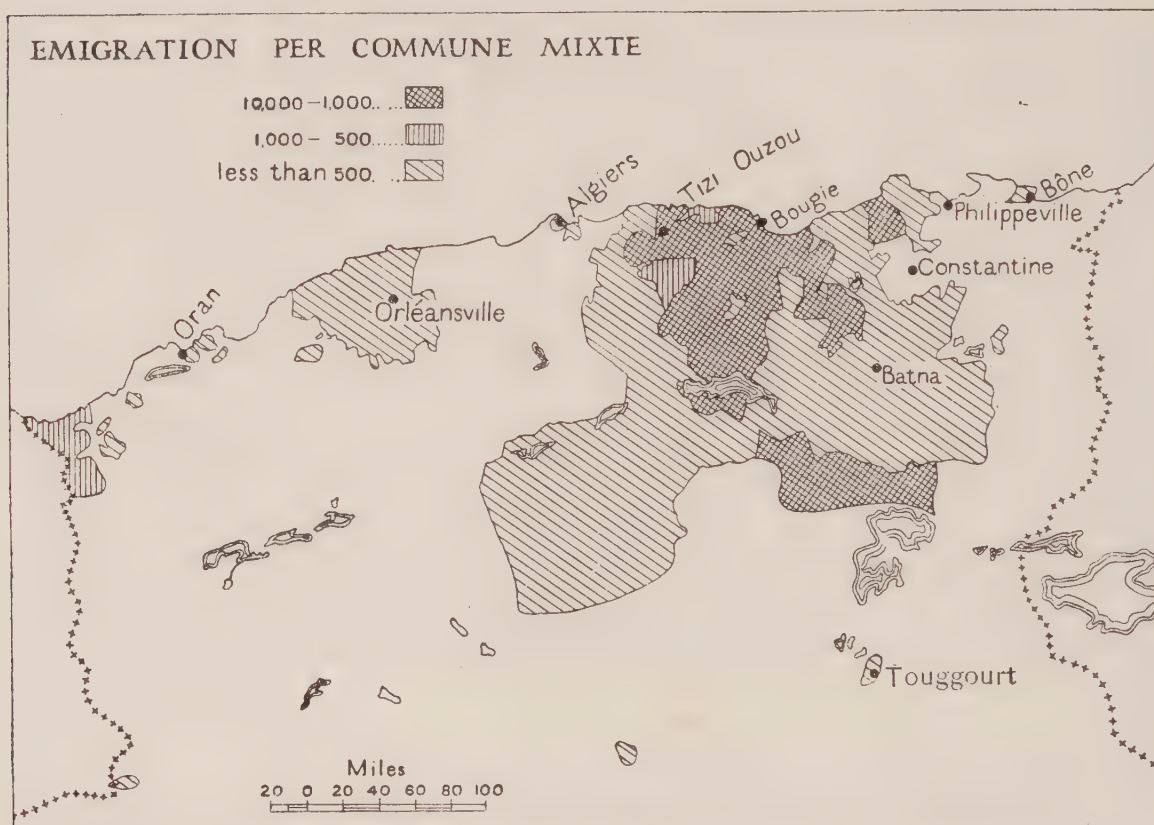 EMIGRATION PER COMMUNE MIXTE
10,000-1,000.. ...
1,000- 500......
less than 500. ..
Algiers
Tizi Ouzou
Bougie
Bône
Philippeville
Constantine
Oran
Orléansville
Batna
Touggourt
Miles
20 0 20 40 60 80 100